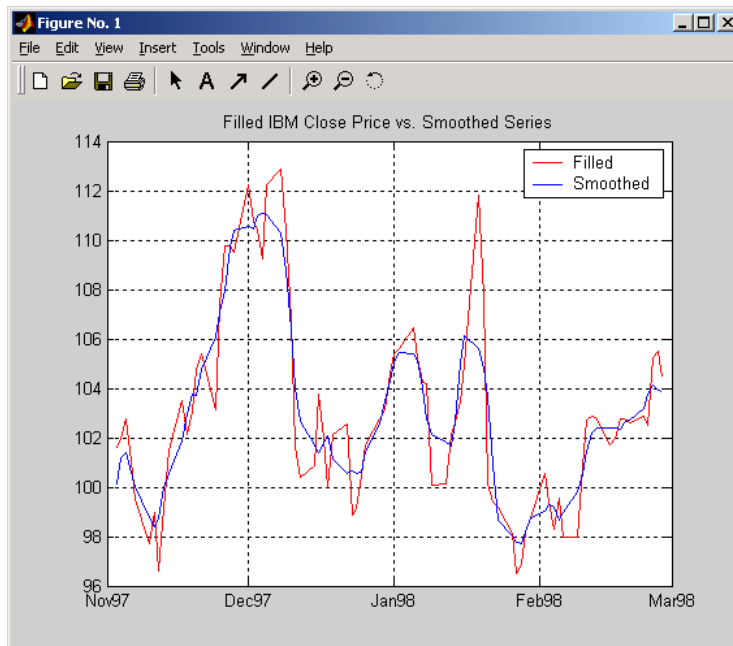 Figure No. 1
File Edit View Insert Tools Window Help
A
Filled IBM Close Price vs. Smoothed Series
114
112
110
108
106
104
102
100
98
96
Filled
Smoothed
Nov97 Dec97 Jan98 Feb98 Mar98